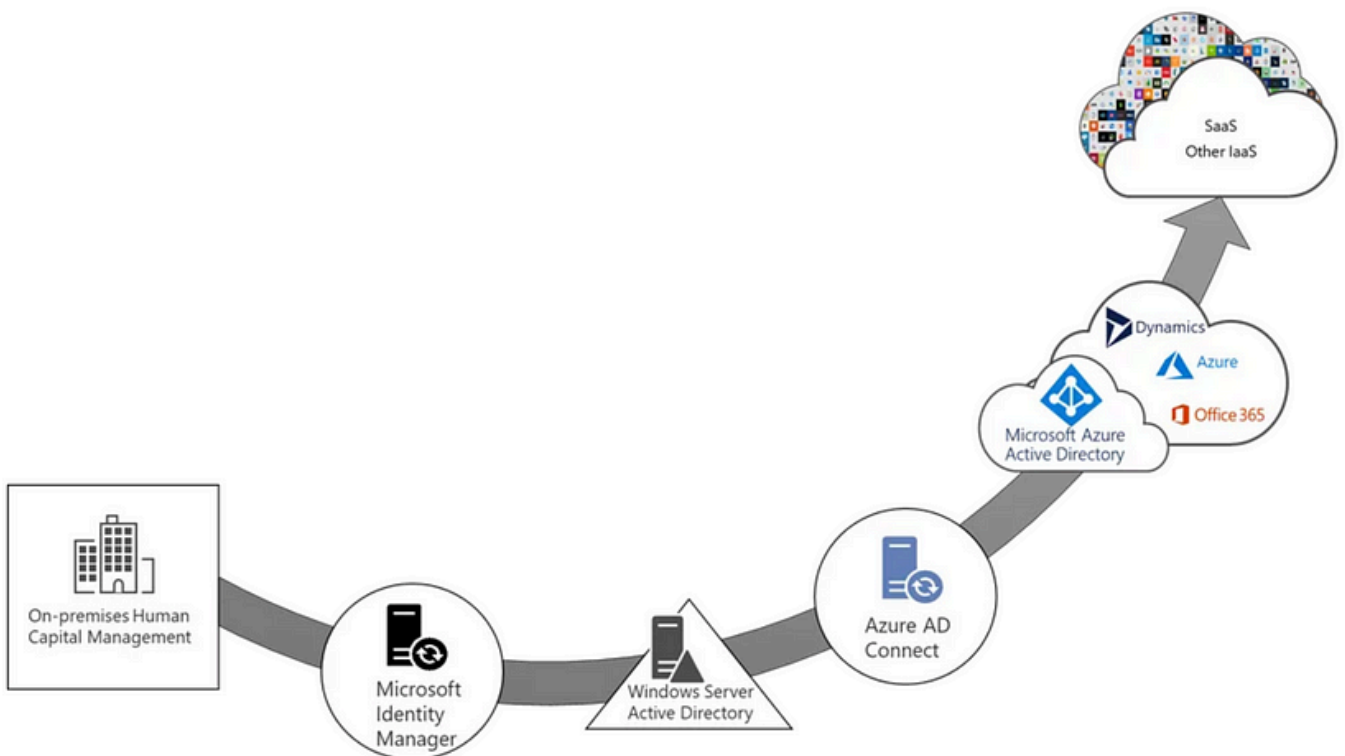 SaaS
Other IaaS
Dynamics
Azure
Office 365
Microsoft Azure
Active Directory
On-premises Human
Capital Management
Microsoft
Identity
Manager
Windows Server
Active Directory
Azure AD
Connect